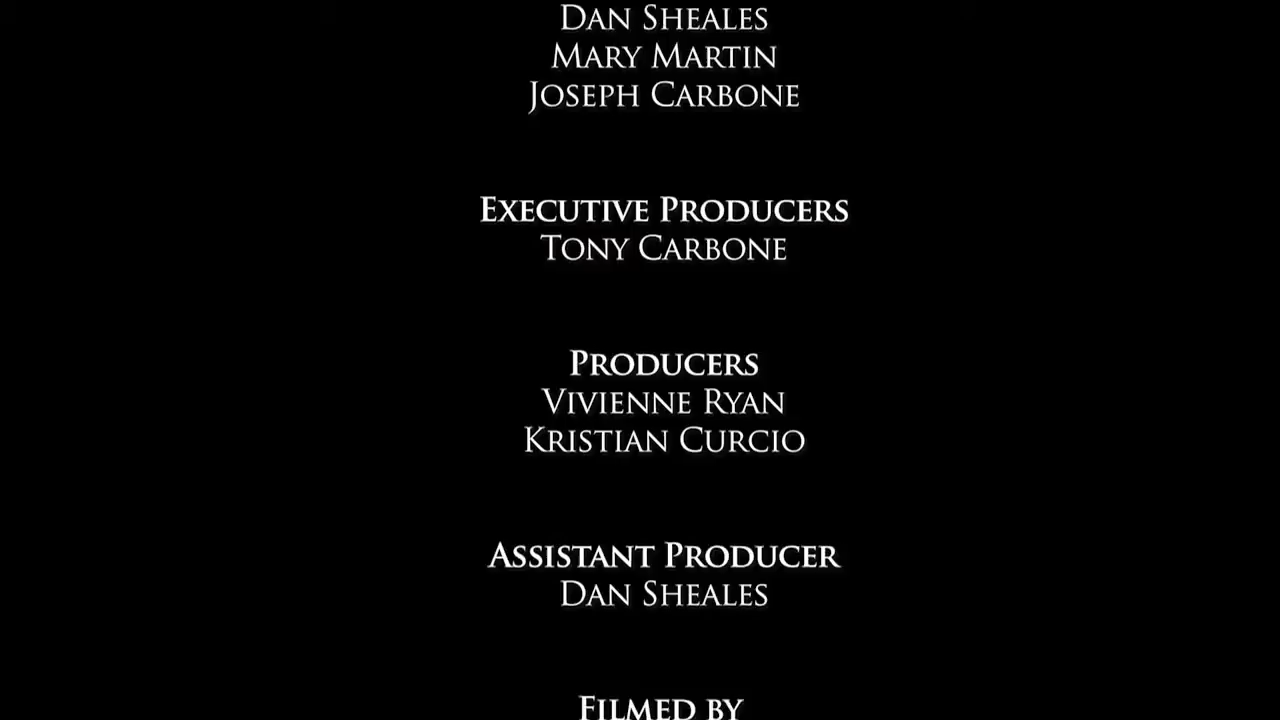 Dan Sheales
Mary Martin
Joseph Carbone
Executive Producers
Tony Carbone
Producers
Vivienne Ryan
Kristian Curcio
Assistant Producer
Dan Sheales
Filmed by